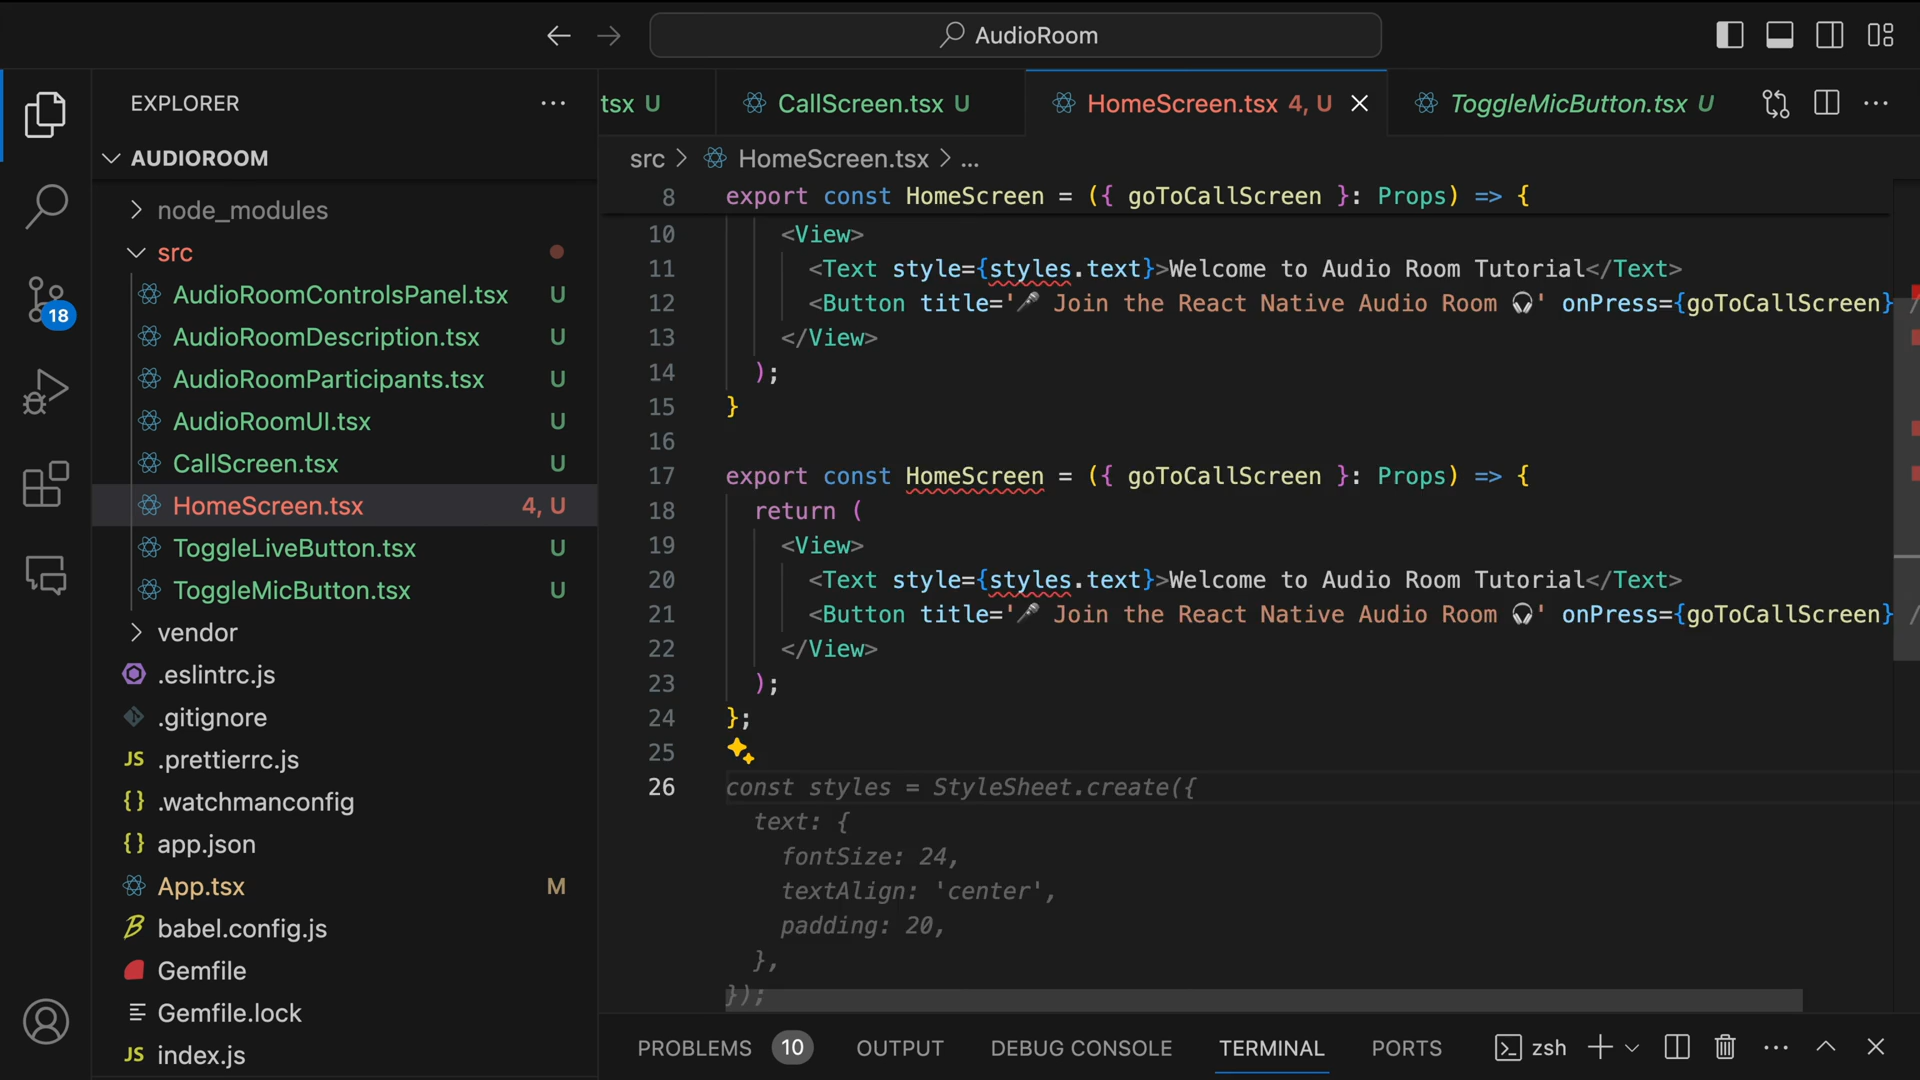 AudioRoom
EXPLORER
AUDIOROOM
node_modules
src
AudioRoomControlsPanel.tsx U
AudioRoomDescription.tsx U
AudioRoomParticipants.tsx U
AudioRoomUI.tsx U
CallScreen.tsx U
HomeScreen.tsx 4, U
ToggleLiveButton.tsx U
ToggleMicButton.tsx U
vendor
.eslintrc.js
.gitignore
JS .prettierrc.js
{} .watchmanconfig
{} app.json
App.tsx M
babel.config.js
Gemfile
Gemfile.lock
JS index.js
18
tsx U
CallScreen.tsx U
HomeScreen.tsx 4, U
ToggleMicButton.tsx U
src > HomeScreen.tsx > ...
8 export const HomeScreen = ({ goToCallScreen }: Props) => {
10 <View>
11 <Text style={styles.text}>Welcome to Audio Room Tutorial</Text>
12 <Button title='🎤 Join the React Native Audio Room 🎧' onPress={goToCallScreen} /
13 </View>
14 );
15 }
16
17 export const HomeScreen = ({ goToCallScreen }: Props) => {
18 return (
19 <View>
20 <Text style={styles.text}>Welcome to Audio Room Tutorial</Text>
21 <Button title='🎤 Join the React Native Audio Room 🎧' onPress={goToCallScreen} /
22 </View>
23 );
24 };
25
26 const styles = StyleSheet.create({
text: {
fontSize: 24,
textAlign: 'center',
padding: 20,
},
});
PROBLEMS 10 OUTPUT DEBUG CONSOLE TERMINAL PORTS zsh